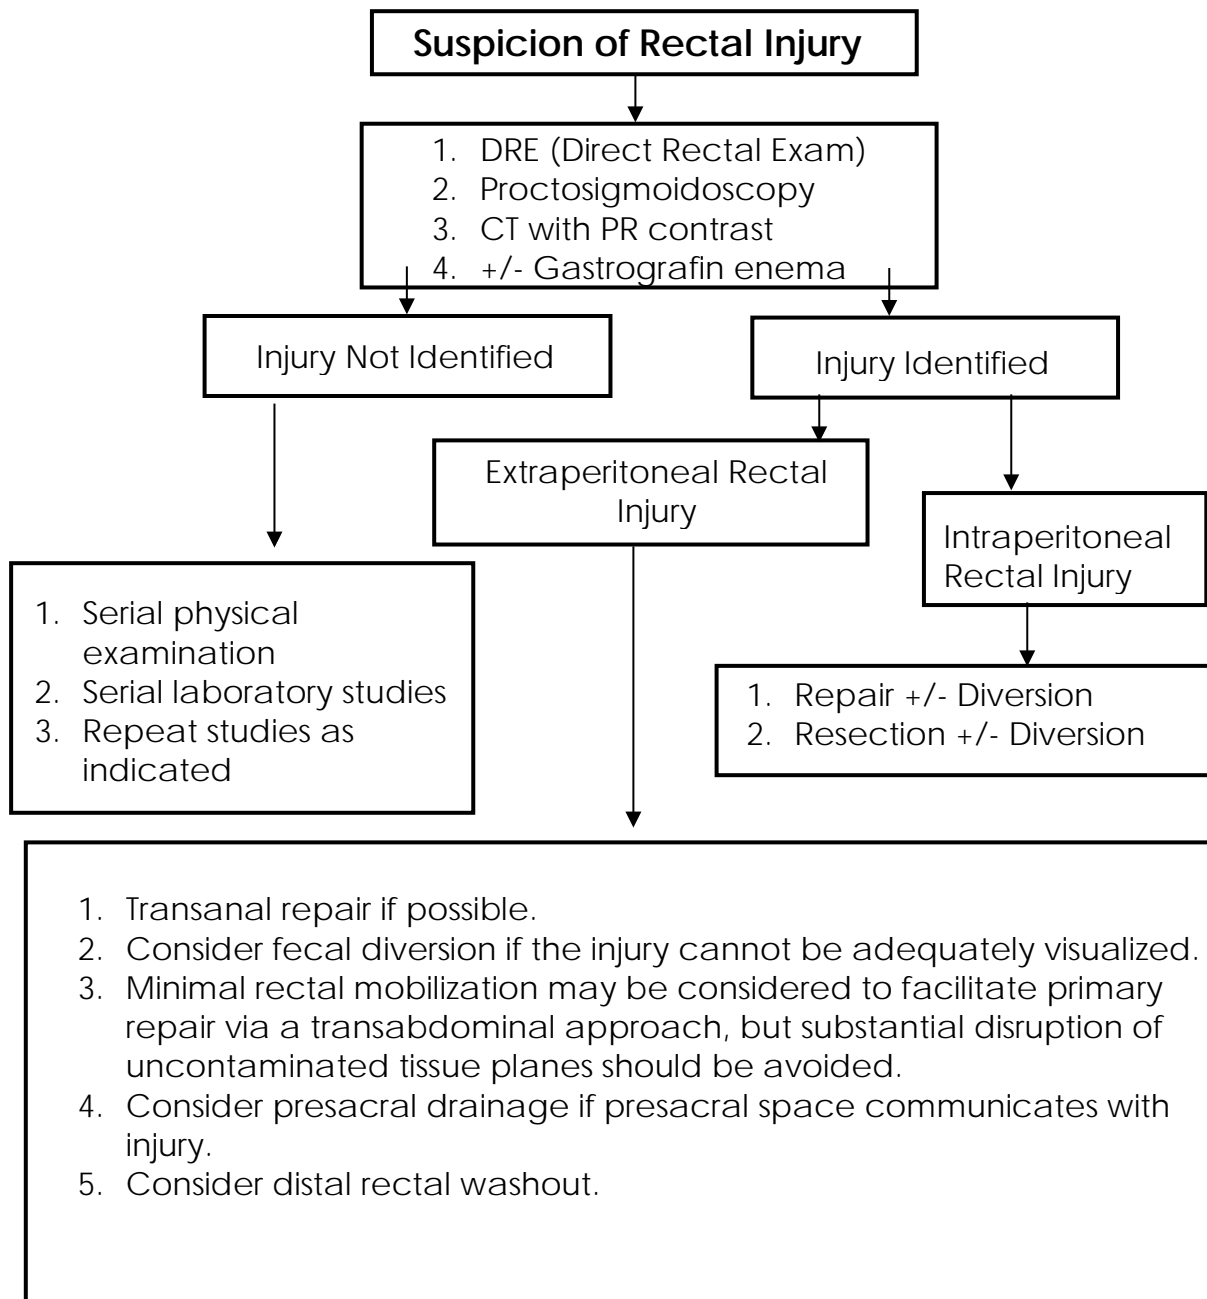 Suspicion of Rectal Injury
1. DRE (Direct Rectal Exam)
2. Proctosigmoidoscopy
3. CT with PR contrast
4. +/- Gastrografin enema
Injury Not Identified
Injury Identified
Extraperitoneal Rectal
Injury
Intraperitoneal
Rectal Injury
1. Serial physical
examination
2. Serial laboratory studies
3. Repeat studies as
indicated
1. Repair +/- Diversion
2. Resection +/- Diversion
1. Transanal repair if possible.
2. Consider fecal diversion if the injury cannot be adequately visualized.
3. Minimal rectal mobilization may be considered to facilitate primary
repair via a transabdominal approach, but substantial disruption of
uncontaminated tissue planes should be avoided.
4. Consider presacral drainage if presacral space communicates with
injury.
5. Consider distal rectal washout.